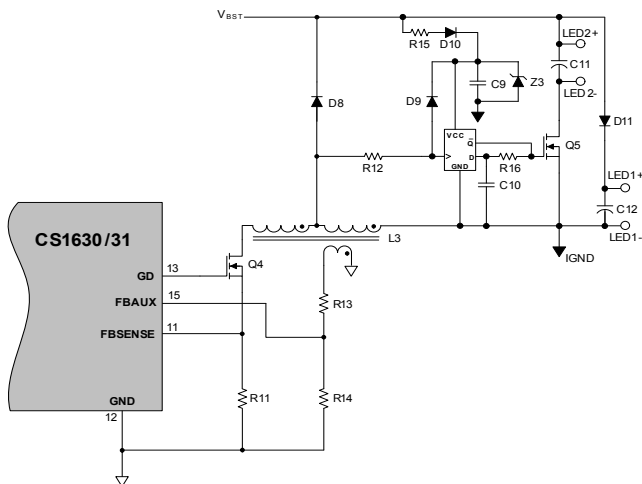 VBST
R15
D10
LED2+
C11
LED2-
D8
D9
C9
Z3
D11
VCC
Q̅
D
GND
>
Q5
R12
R16
C10
LED1+
C12
LED1-
L3
IGND
CS1630/31
Q4
GD
13
FBAUX
15
R13
FBSENSE
11
R11
R14
GND
12